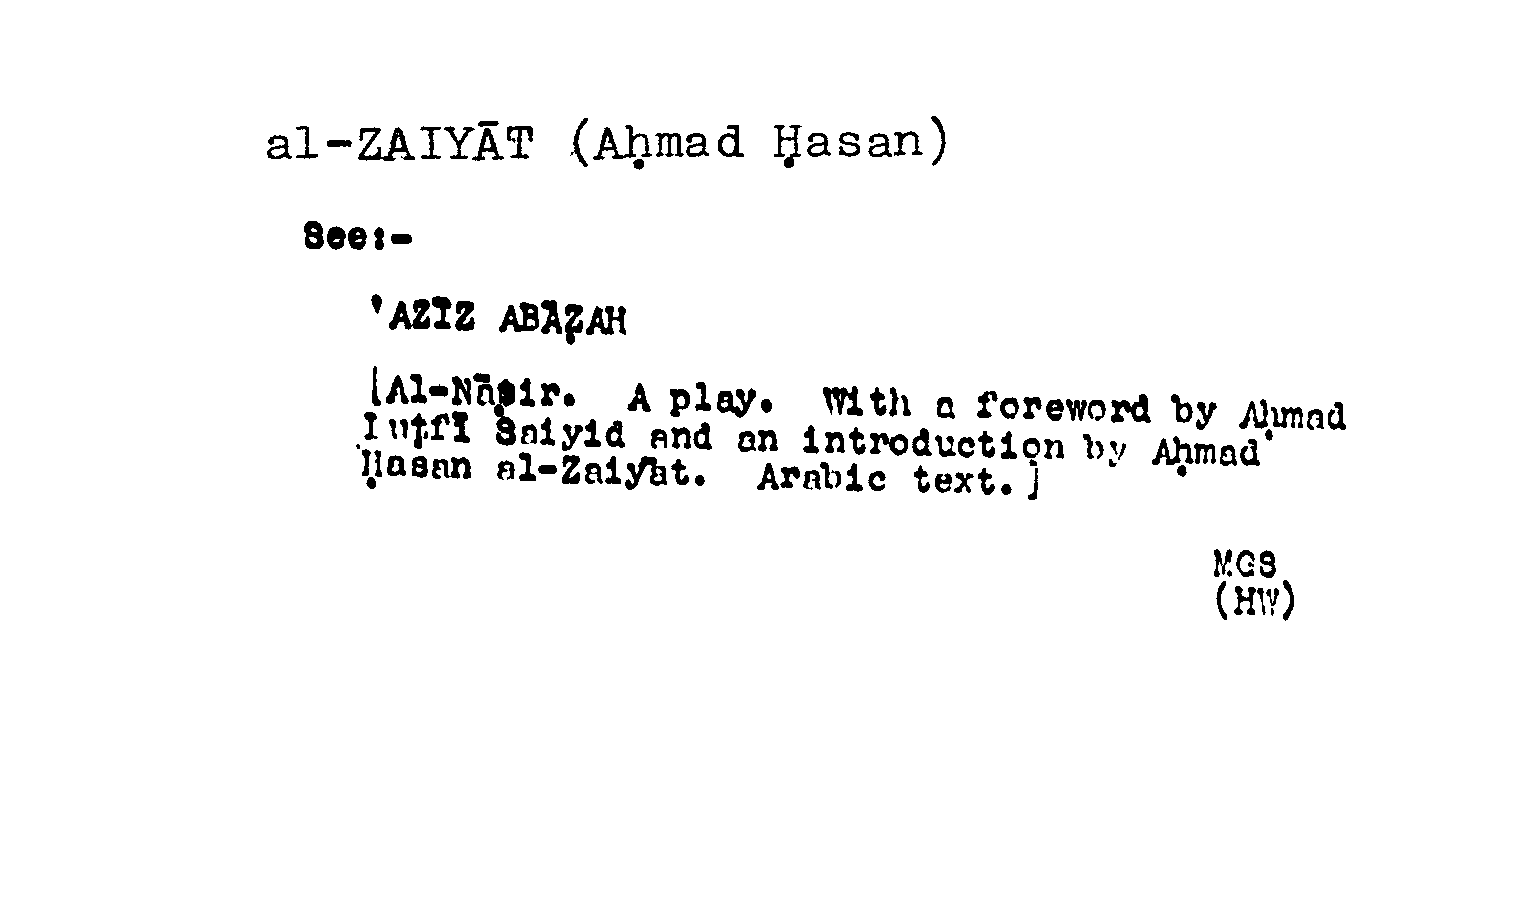 al-ZAIYĀT (Aḥmad Ḥasan)
See:-
'AZĪZ ABĀẒAH
[Al-Nāṣir. A play. With a foreword by Aḥmad
Luṭfī Saiyid and an introduction by Aḥmad
Ḥasan al-Zaiyāt. Arabic text.]
MGS
(HW)